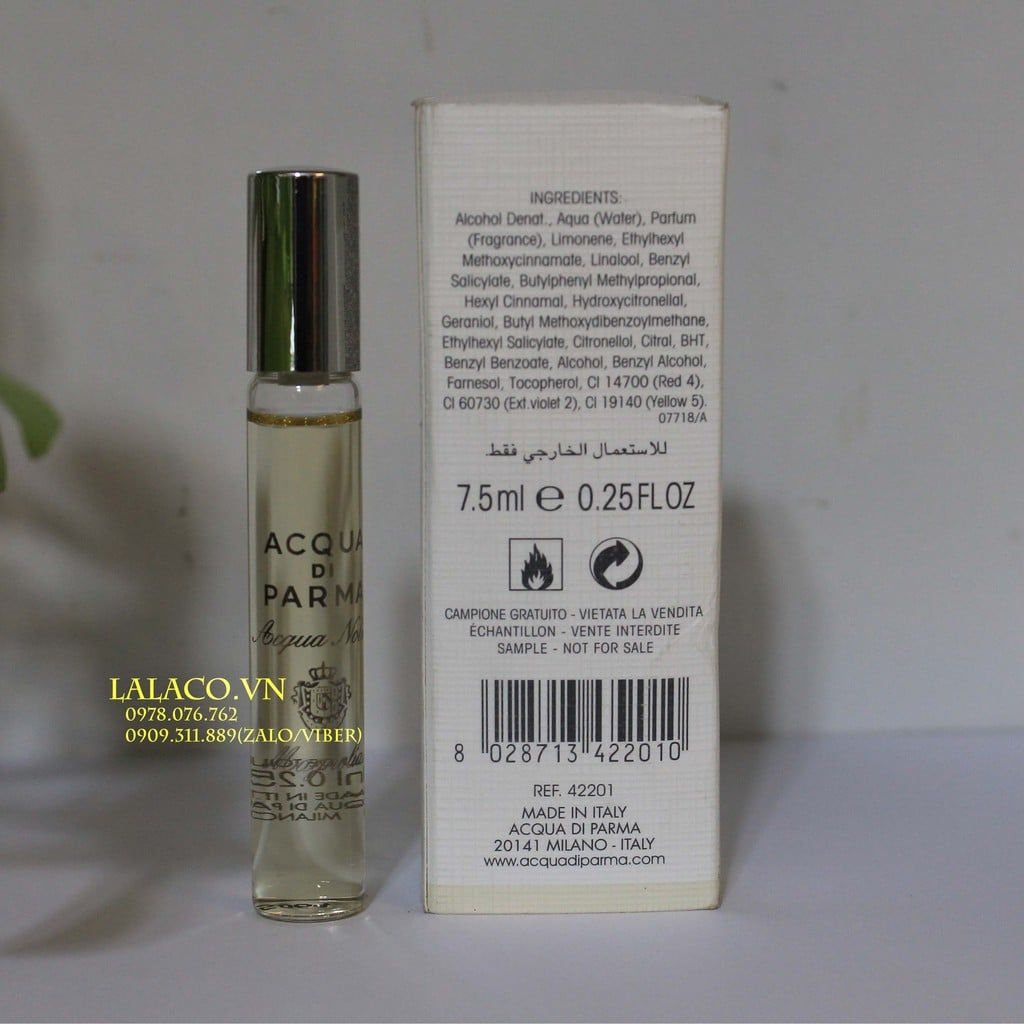 ACQUA
DI
PARMA
Acqua
LALACO.VN
0978.076.762
0909.311.889(ZALO/VIBER)
INGREDIENTS:
Alcohol Denat., Aqua (Water), Parfum
(Fragrance), Limonene, Ethylhexyl
Methoxycinnamate, Linalool, Benzyl
Salicylate, Butylphenyl Methylpropional,
Hexyl Cinnamal, Hydroxycitronellal,
Geraniol, Butyl Methoxydibenzoylmethane,
Ethylhexyl Salicylate, Citronellol, Citral, BHT,
Benzyl Benzoate, Alcohol, Benzyl Alcohol,
Farnesol, Tocopherol, CI 14700 (Red 4),
CI 60730 (Ext.violet 2), CI 19140 (Yellow 5).
07718/A
للاستعمال الخارجي فقط.
7.5ml e 0.25FLOZ
CAMPIONE GRATUITO - VIETATA LA VENDITA
ÉCHANTILLON - VENTE INTERDITE
SAMPLE - NOT FOR SALE
8 028713 422010
REF. 42201
MADE IN ITALY
ACQUA DI PARMA
20141 MILANO - ITALY
www.acquadiparma.com